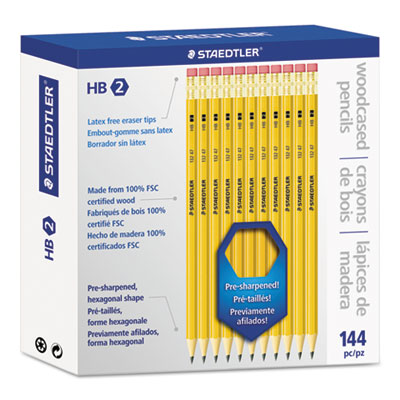 STAEDTLER
HB 2
Latex free eraser tips
Embout-gomme sans latex
Borrador sin látex
Made from 100% FSC
certified wood
Fabriqués de bois 100%
certifié FSC
Hecho de madera 100%
certificados FSC
Pre-sharpened,
hexagonal shape
Pré-taillés,
forme hexagonale
Previamente afilados,
forma hexagonal
Pre-sharpened!
Pré-taillés!
Previamente
afilados!
woodcased
pencils
crayons
de bois
lápices de
madera
144
pc/pz
STAEDTLER
HB 2